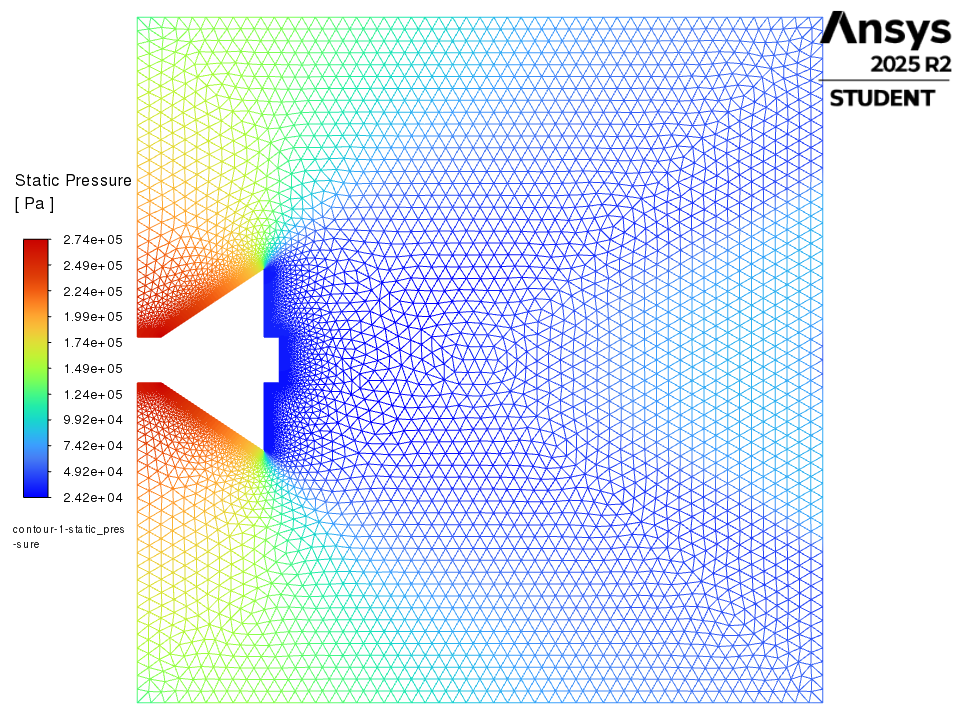 Ansys
2025 R2
STUDENT
Static Pressure
[ Pa ]
2.74e+05
2.49e+05
2.24e+05
1.99e+05
1.74e+05
1.49e+05
1.24e+05
9.92e+04
7.42e+04
4.92e+04
2.42e+04
contour-1-static_pres
-sure